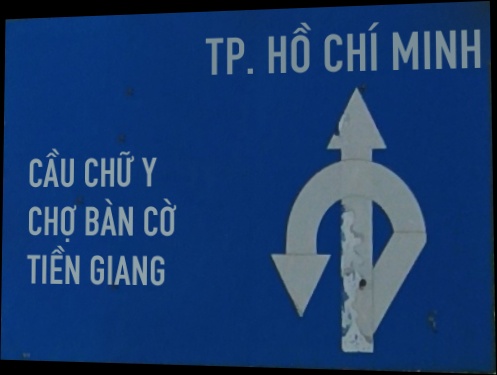 TP. HỒ CHÍ MINH
CẦU CHỮ Y
CHỢ BÀN CỜ
TIỀN GIANG